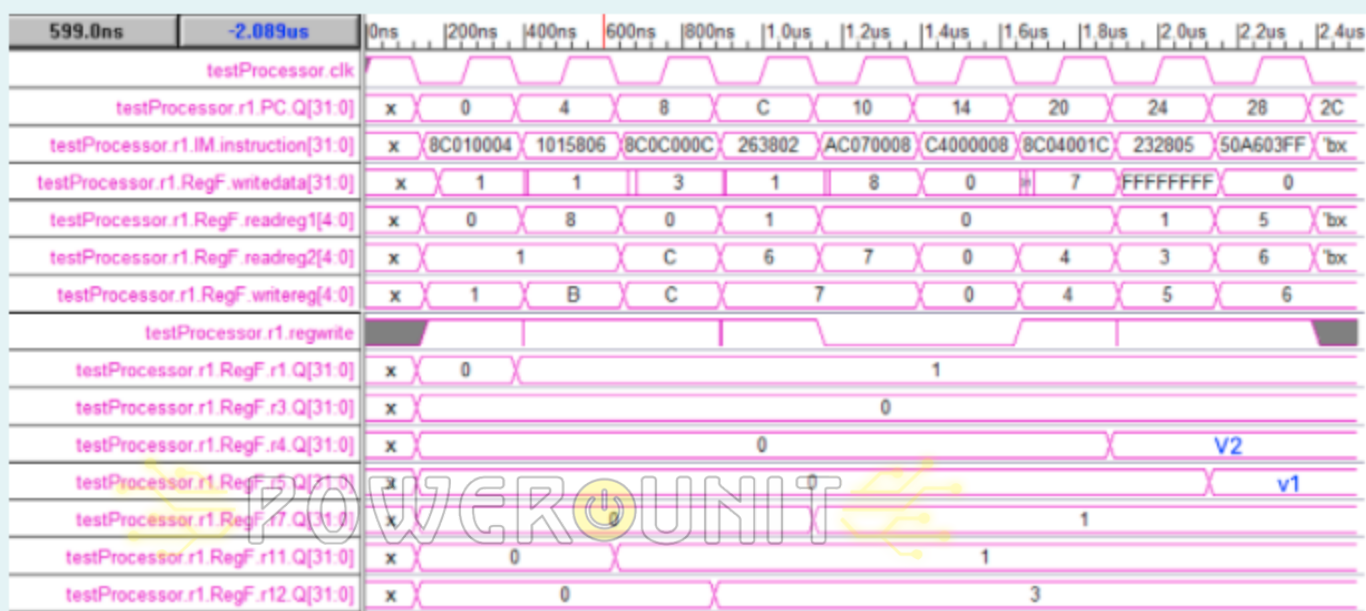 599.0ns -2.089us 0ns 200ns 400ns 600ns 800ns 1.0us 1.2us 1.4us 1.6us 1.8us 2.0us 2.2us 2.4us
testProcessor.clk
testProcessor.r1.PC.Q[31:0] x 0 4 8 C 10 14 20 24 28 2C
testProcessor.r1.IM.instruction[31:0] x 8C010004 1015806 8C0C000C 263802 AC070008 C4000008 8C04001C 232805 50A603FF 'bx
testProcessor.r1.RegF.writedata[31:0] x 1 1 3 1 8 0 7 FFFFFFFF 0
testProcessor.r1.RegF.readreg1[4:0] x 0 8 0 1 0 1 5 'bx
testProcessor.r1.RegF.readreg2[4:0] x 1 C 6 7 0 4 3 6 'bx
testProcessor.r1.RegF.writereg[4:0] x 1 B C 7 0 4 5 6
testProcessor.r1.regwrite
testProcessor.r1.RegF.r1.Q[31:0] x 0 1
testProcessor.r1.RegF.r3.Q[31:0] x 0
testProcessor.r1.RegF.r4.Q[31:0] x 0 V2
testProcessor.r1.RegF.r5.Q[31:0] x 0 v1
POWERUNIT
testProcessor.r1.RegF.r7.Q[31:0] x 0 1
testProcessor.r1.RegF.r11.Q[31:0] x 0 1
testProcessor.r1.RegF.r12.Q[31:0] x 0 3